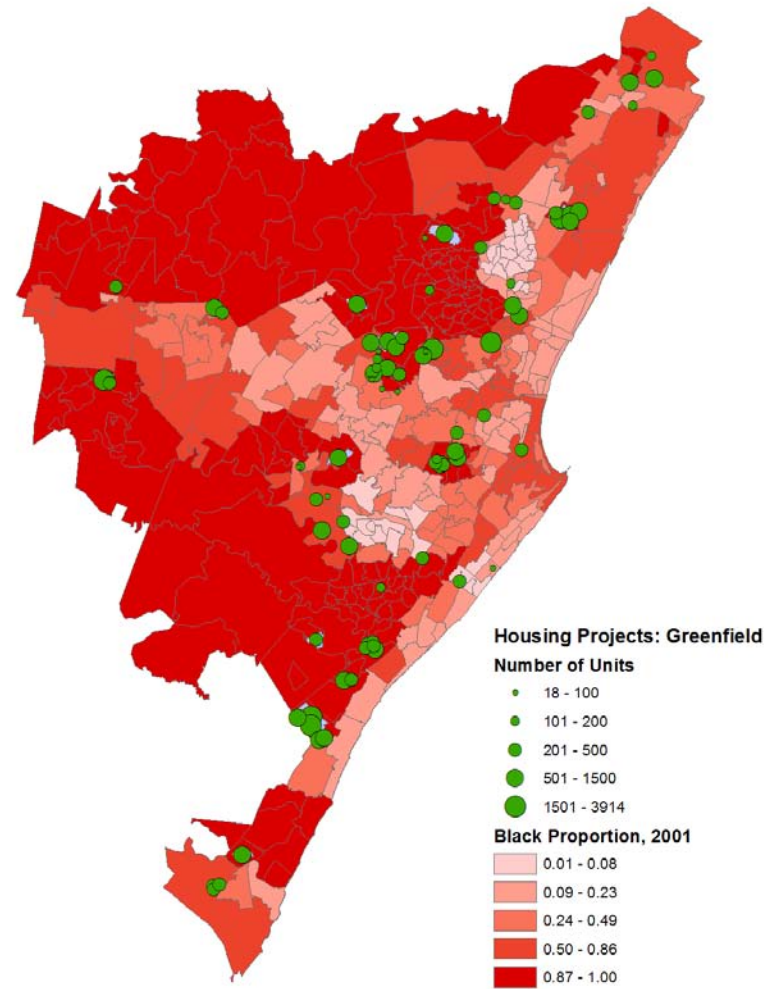 Housing Projects: Greenfield
Number of Units
18 - 100
101 - 200
201 - 500
501 - 1500
1501 - 3914
Black Proportion, 2001
0.01 - 0.08
0.09 - 0.23
0.24 - 0.49
0.50 - 0.86
0.87 - 1.00